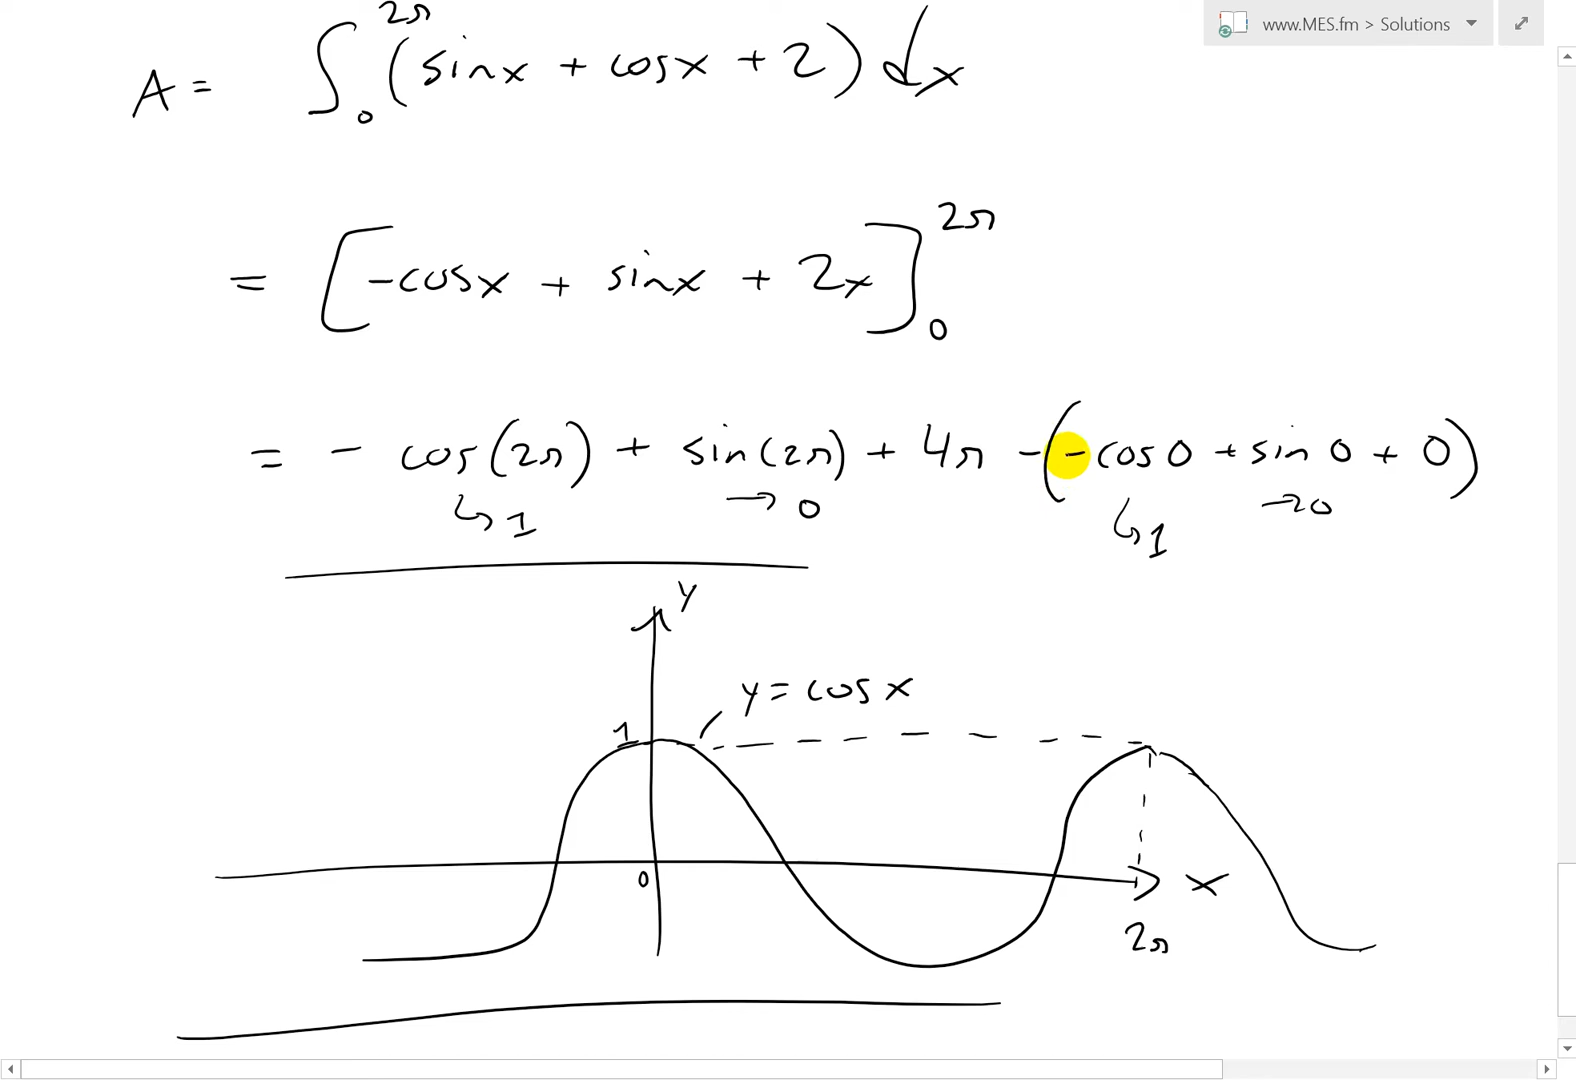 www.MES.fm > Solutions
A = ∫₀^2π (sinx + cosx + 2) dx
= [-cosx + sinx + 2x]₀^2π
= - cos(2π) + sin(2π) + 4π - (-cos0 + sin0 + 0)
↳1 →0 ↳1 →0
y
y = cosx
1
0
x
2π